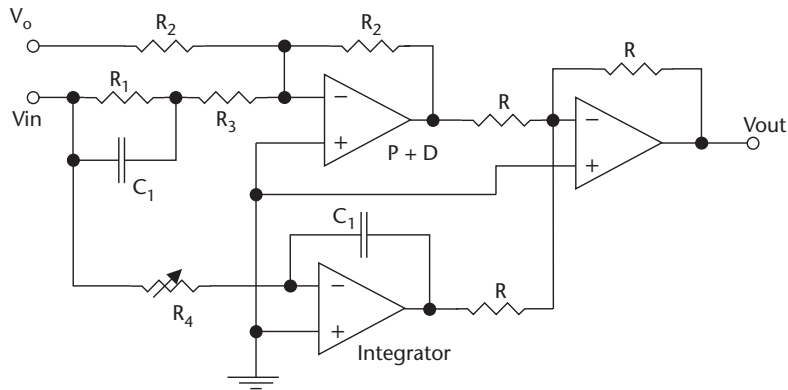 Vo
R2
R2
R1
R3
Vin
C1
−
+
P + D
R
R
−
+
Vout
C1
R4
−
+
Integrator
R